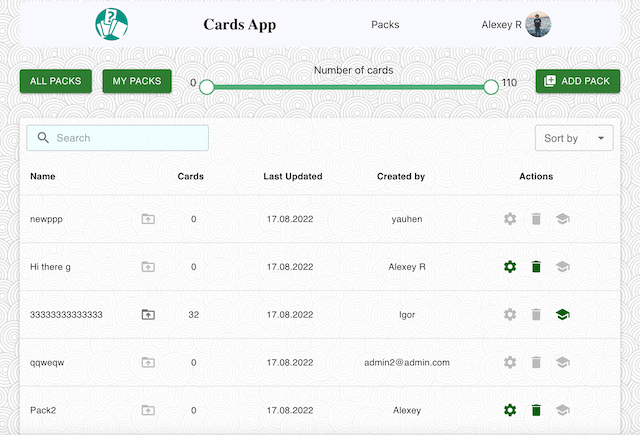 Cards App Packs Alexey R
Number of cards
ALL PACKS MY PACKS 0 110 ADD PACK
Search Sort by
Name Cards Last Updated Created by Actions
newppp 0 17.08.2022 yauhen
Hi there g 0 17.08.2022 Alexey R
33333333333333 32 17.08.2022 Igor
qqweqw 0 17.08.2022 admin2@admin.com
Pack2 0 17.08.2022 Alexey